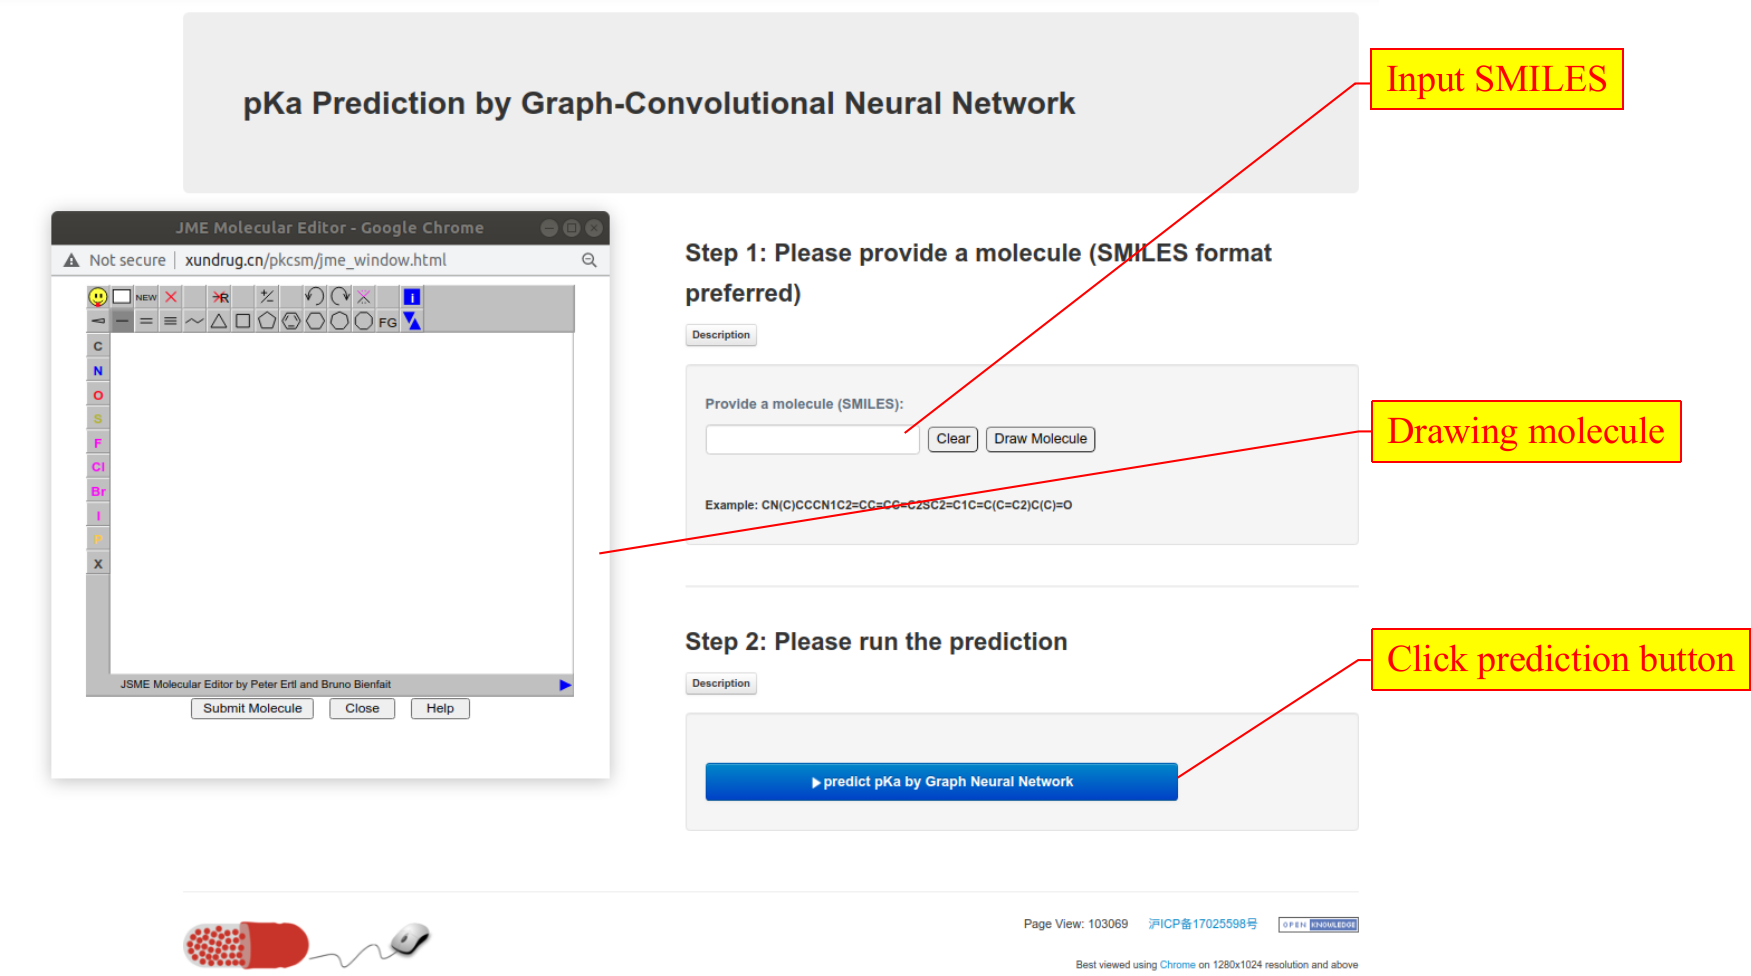 pKa Prediction by Graph-Convolutional Neural Network
Input SMILES
JME Molecular Editor - Google Chrome
Not secure | xundrug.cn/pkcsm/jme_window.html
NEW
R
+/-
i
FG
C
N
O
S
F
Cl
Br
I
P
X
JSME Molecular Editor by Peter Ertl and Bruno Bienfait
Submit Molecule Close Help
Step 1: Please provide a molecule (SMILES format
preferred)
Description
Provide a molecule (SMILES):
Clear Draw Molecule
Drawing molecule
Example: CN(C)CCCN1C2=CC=CC=C2SC2=C1C=C(C=C2)C(C)=O
Step 2: Please run the prediction
Description
Click prediction button
predict pKa by Graph Neural Network
Page View: 103069 沪ICP备17025598号 OPEN KNOWLEDGE
Best viewed using Chrome on 1280x1024 resolution and above